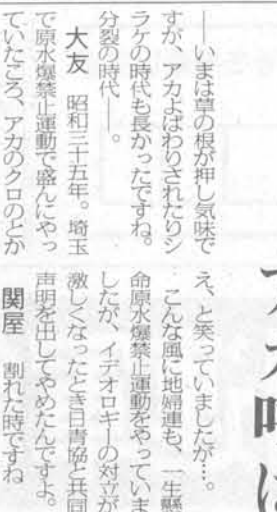 ――いまは草の根が押し気味で
すが、アカよばわりされたりシ
ラケの時代も長かったですね。
分裂の時代――。
大友 昭和三十五年。埼玉
で原水爆禁止運動で盛んにやっ
ていたころ、アカのクロのとか
え、と笑っていましたが…。
こんな風に地婦連も、一生懸
命原水爆禁止運動をやっていま
したが、イデオロギーの対立が
激しくなったとき日青協と共同
声明を出してやめたんですよ。
関屋 割れた時ですね